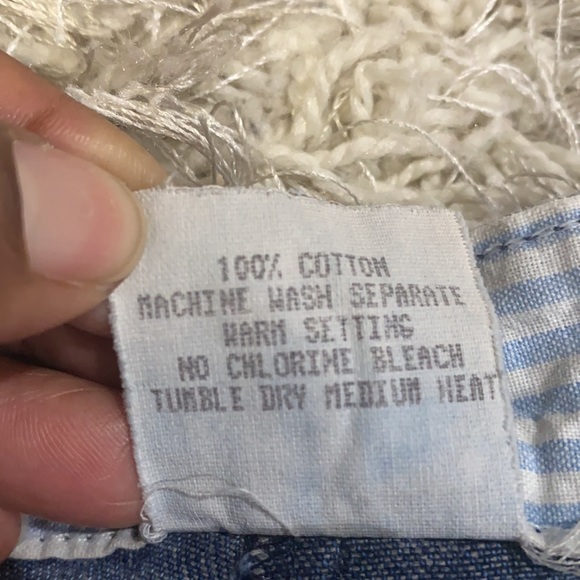 100% COTTON
MACHINE WASH SEPARATE
WARM SETTING
NO CHLORINE BLEACH
TUMBLE DRY MEDIUM HEAT